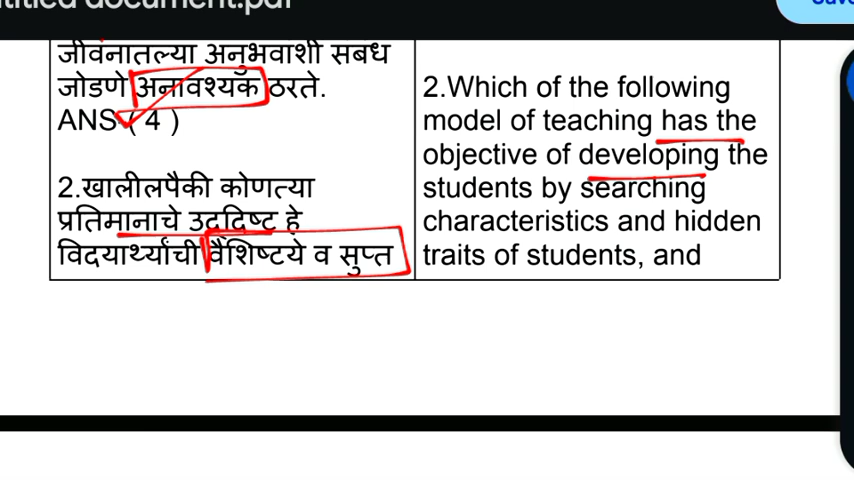 जीवनातल्या अनुभवाशी संबंध
जोडणे अनावश्यक ठरते.
ANS ( 4 )
2.खालीलपैकी कोणत्या
प्रतिमानाचे उद्दिष्ट हे
विदयार्थ्यांची वैशिष्टये व सुप्त
2.Which of the following
model of teaching has the
objective of developing the
students by searching
characteristics and hidden
traits of students, and